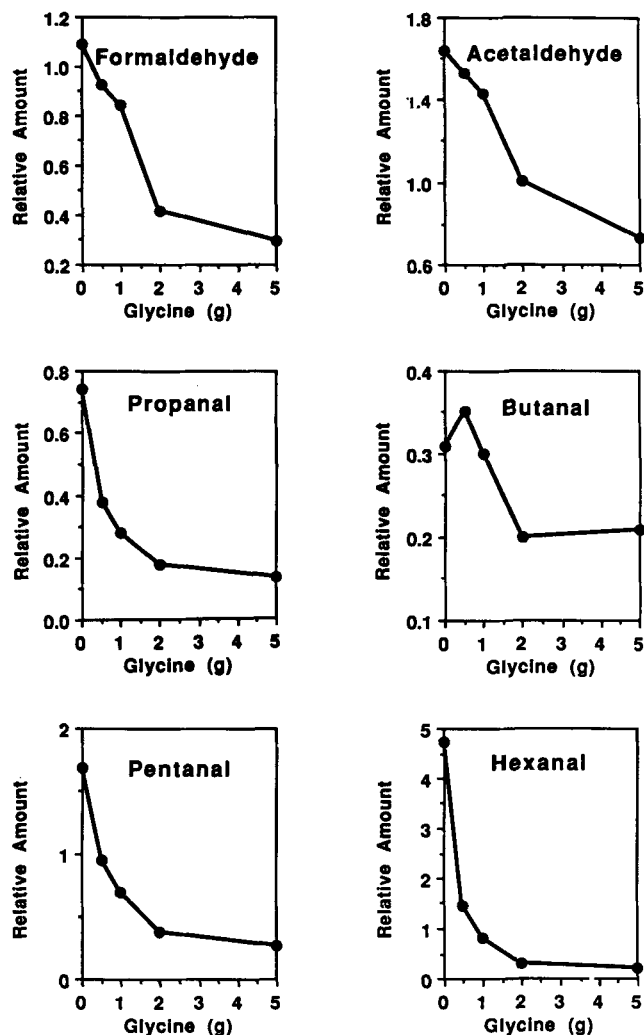 Formaldehyde
Relative Amount
1.2
1.0
0.8
0.6
0.4
0.2
0 1 2 3 4 5
Glycine (g)
Acetaldehyde
Relative Amount
1.8
1.4
1.0
0.6
0 1 2 3 4 5
Glycine (g)
Propanal
Relative Amount
0.8
0.6
0.4
0.2
0.0
0 1 2 3 4 5
Glycine (g)
Butanal
Relative Amount
0.4
0.3
0.2
0.1
0 1 2 3 4 5
Glycine (g)
Pentanal
Relative Amount
2
1
0
0 1 2 3 4 5
Glycine (g)
Hexanal
Relative Amount
5
4
3
2
1
0
0 1 2 3 4 5
Glycine (g)